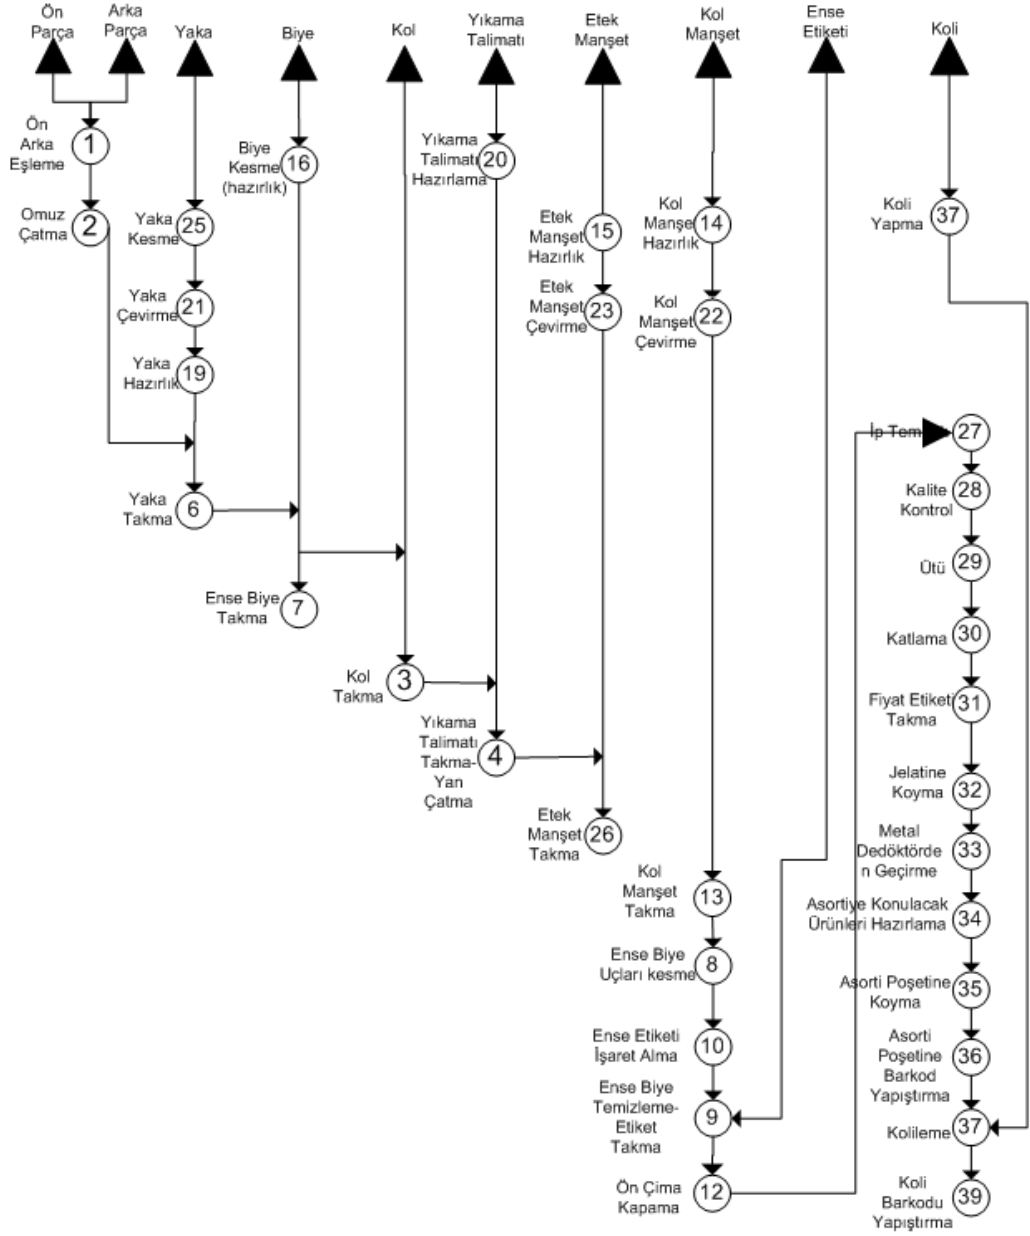 Ön
Parça
Arka
Parça
Yaka
Biye
Kol
Yıkama
Talimatı
Etek
Manşet
Kol
Manşet
Ense
Etiketi
Koli
Ön
Arka
Eşleme
1
Omuz
Çatma
2
Yaka
Kesme
25
Yaka
Çevirme
21
Yaka
Hazırlık
19
Yaka
Takma
6
Biye
Kesme
(hazırlık)
16
Ense Biye
Takma
7
Kol
Takma
3
Yıkama
Talimatı
Hazırlama
20
Yıkama
Talimatı
Takma-
Yan
Çatma
4
Etek
Manşet
Hazırlık
15
Etek
Manşet
Çevirme
23
Etek
Manşet
Takma
26
Kol
Manşe
Hazırlık
14
Kol
Manşet
Çevirme
22
Kol
Manşet
Takma
13
Ense Biye
Uçları kesme
8
Ense Etiketi
İşaret Alma
10
Ense Biye
Temizleme-
Etiket
Takma
9
Ön Çima
Kapama
12
Koli
Yapma
37
İp Tem
27
Kalite
Kontrol
28
Ütü
29
Katlama
30
Fiyat Etiketi
Takma
31
Jelatine
Koyma
32
Metal
Dedöktörde
n Geçirme
33
Asortiye Konulacak
Ürünleri Hazırlama
34
Asorti Poşetine
Koyma
35
Asorti
Poşetine
Barkod
Yapıştırma
36
Kolileme
37
Koli
Barkodu
Yapıştırma
39